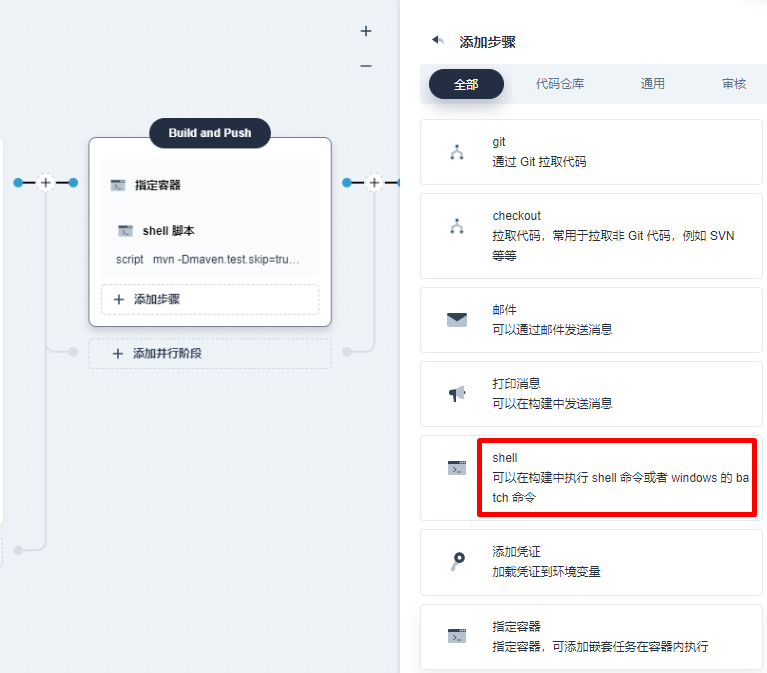 Build and Push
指定容器
shell 脚本
script mvn -Dmaven.test.skip=tru...
添加步骤
添加并行阶段
添加步骤
全部 代码仓库 通用 审核
git
通过 Git 拉取代码
checkout
拉取代码，常用于拉取非 Git 代码，例如 SVN
等等
邮件
可以通过邮件发送消息
打印消息
可以在构建中发送消息
shell
可以在构建中执行 shell 命令或者 windows 的 ba
tch 命令
添加凭证
加载凭证到环境变量
指定容器
指定容器，可添加嵌套任务在容器内执行